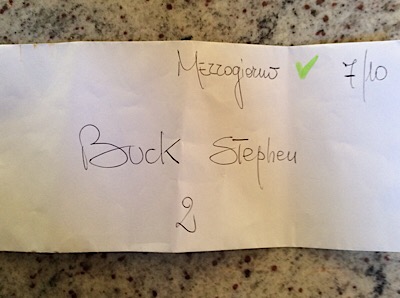 Mezzogiorno ✓ 7/10
Buck Stephen
2